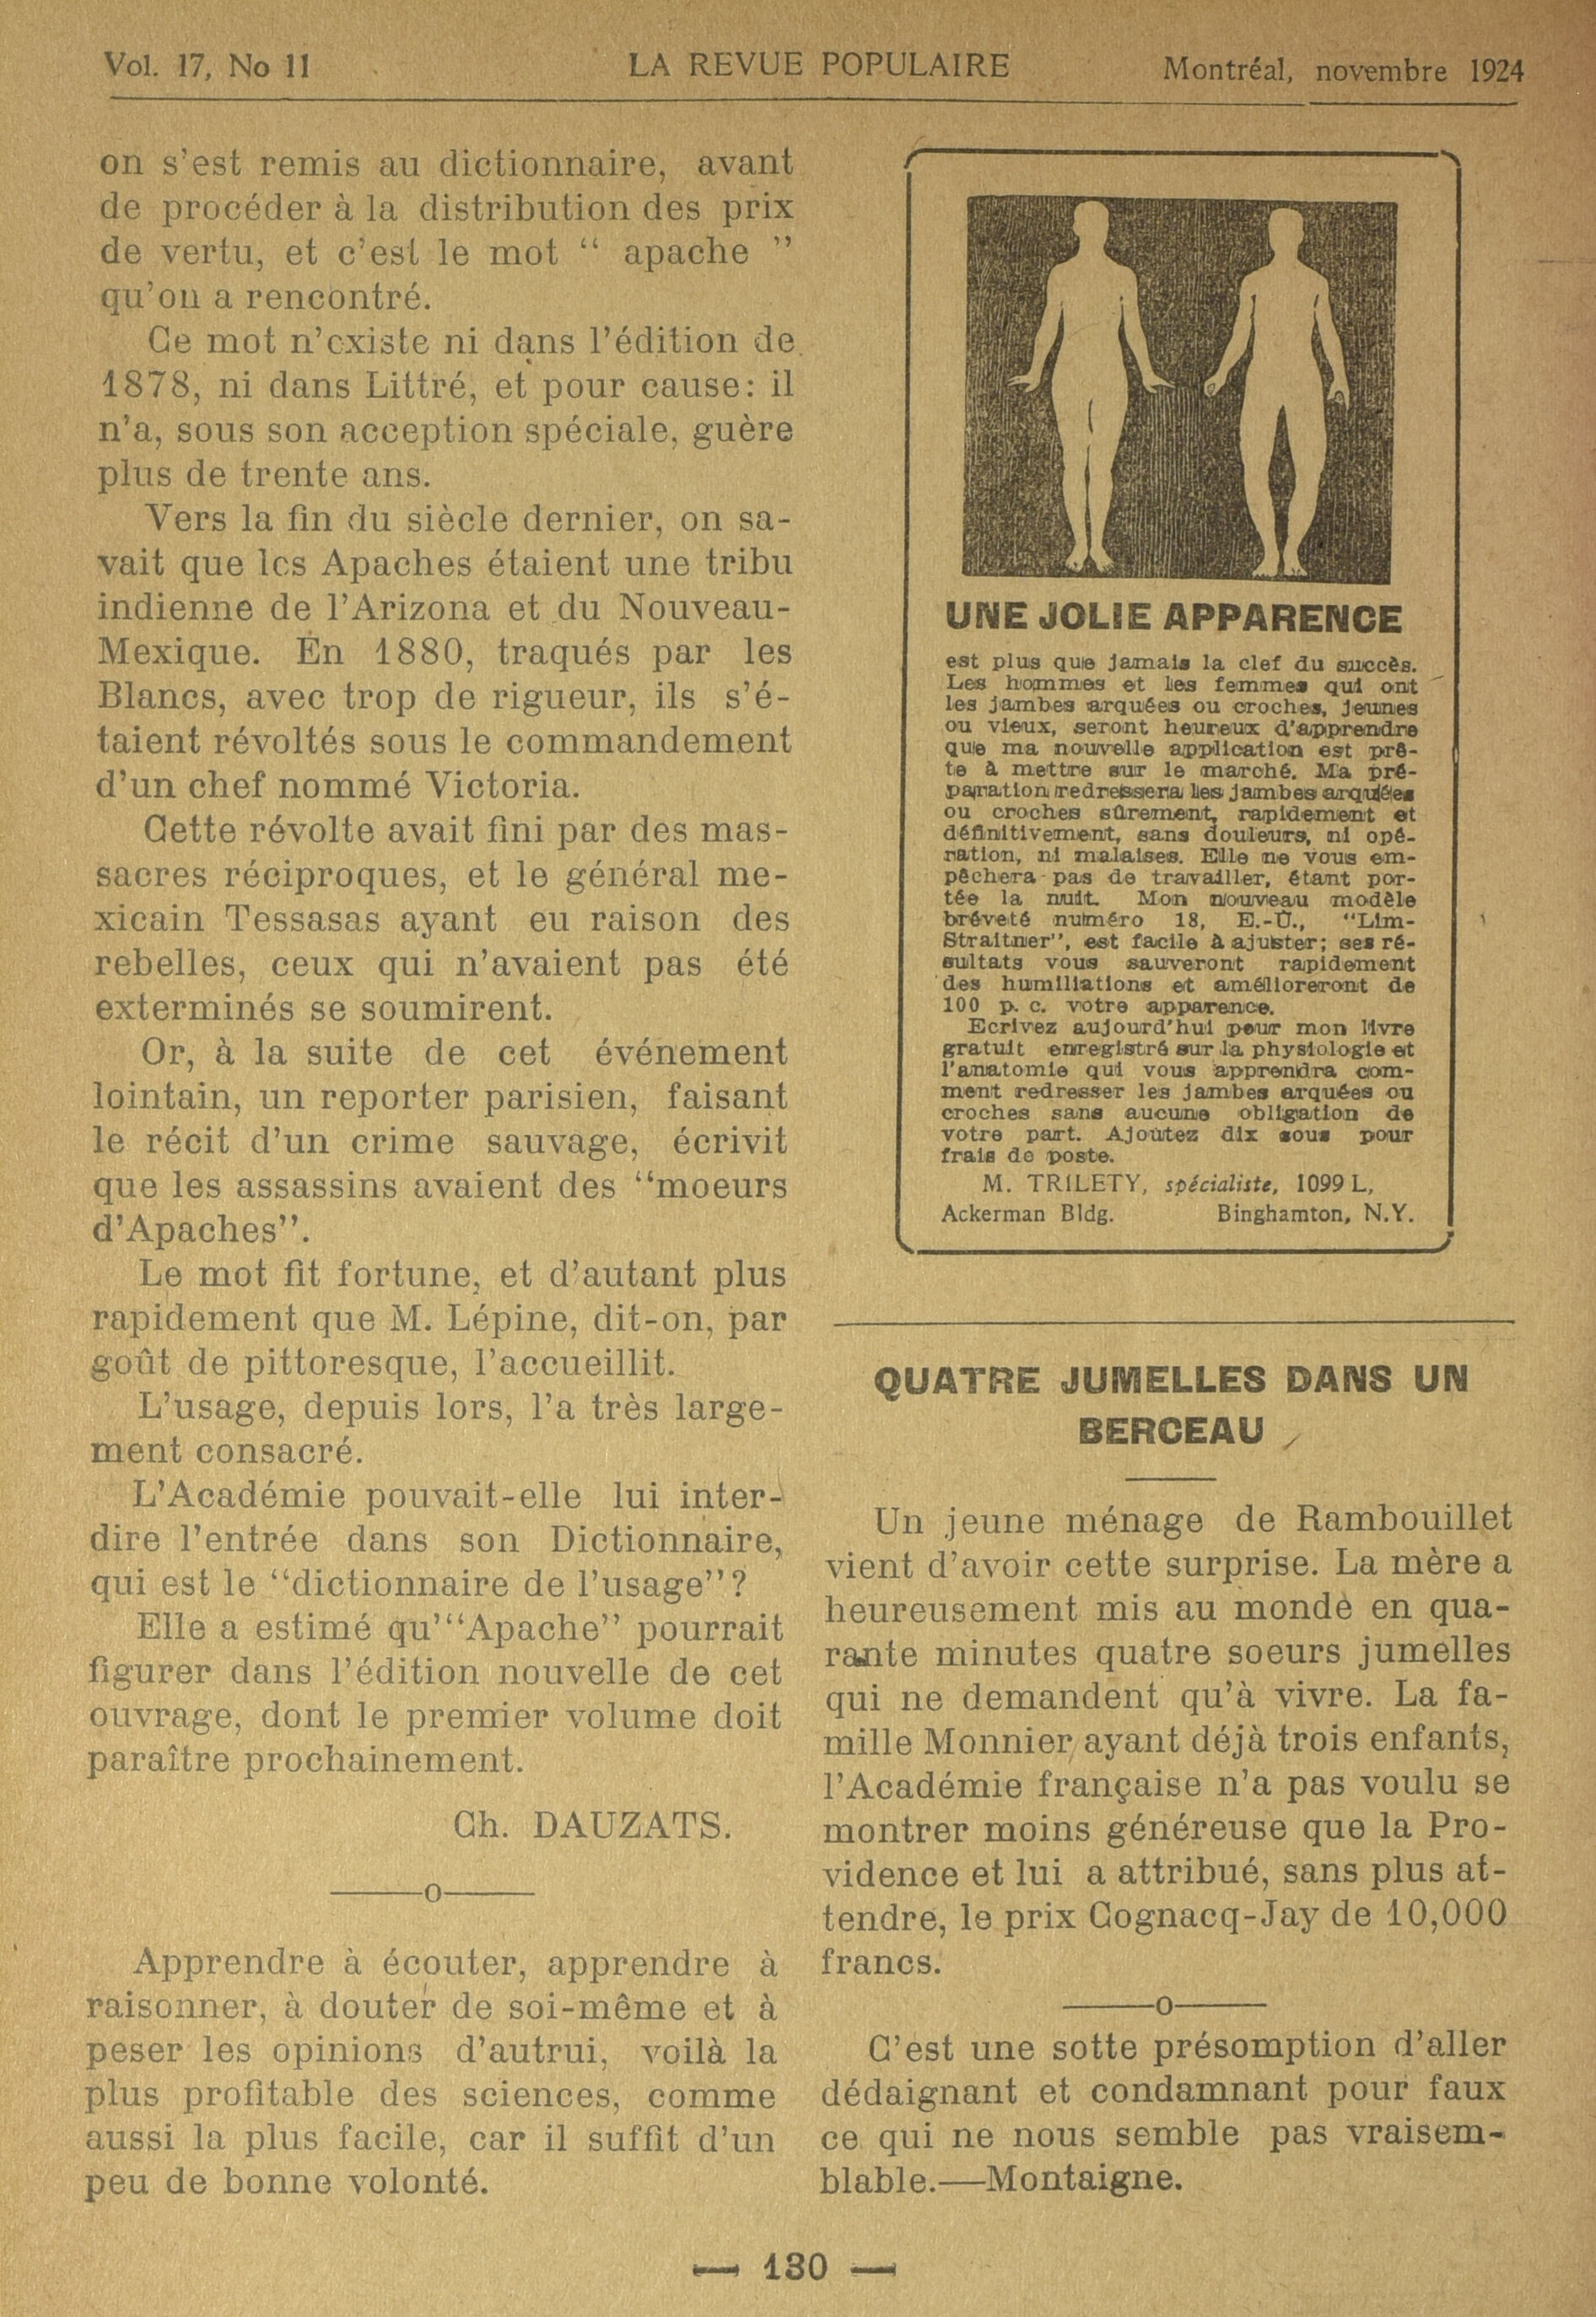 Vol. 17, No 11
LA REVUE POPULAIRE
Montréal, novembre 1924
on s'est remis au dictionnaire, avant
de procéder à la distribution des prix
de vertu, et c'est le mot “ apache ”
qu'on a rencontré.
Ce mot n'existe ni dans l'édition de
1878, ni dans Littré, et pour cause: il
n'a, sous son acception spéciale, guère
plus de trente ans.
Vers la fin du siècle dernier, on sa-
vait que les Apaches étaient une tribu
indienne de l'Arizona et du Nouveau-
Mexique. En 1880, traqués par les
Blancs, avec trop de rigueur, ils s'é-
taient révoltés sous le commandement
d'un chef nommé Victoria.
Cette révolte avait fini par des mas-
sacres réciproques, et le général me-
xicain Tessasas ayant eu raison des
rebelles, ceux qui n'avaient pas été
exterminés se soumirent.
Or, à la suite de cet événement
lointain, un reporter parisien, faisant
le récit d'un crime sauvage, écrivit
que les assassins avaient des “moeurs
d'Apaches”.
Le mot fit fortune, et d'autant plus
rapidement que M. Lépine, dit-on, par
goût de pittoresque, l'accueillit.
L'usage, depuis lors, l'a très large-
ment consacré.
L'Académie pouvait-elle lui inter-
dire l'entrée dans son Dictionnaire,
qui est le “dictionnaire de l'usage”?
Elle a estimé qu'“Apache” pourrait
figurer dans l'édition nouvelle de cet
ouvrage, dont le premier volume doit
paraître prochainement.
Ch. DAUZATS.
——o——
Apprendre à écouter, apprendre à
raisonner, à douter de soi-même et à
peser les opinions d'autrui, voilà la
plus profitable des sciences, comme
aussi la plus facile, car il suffit d'un
peu de bonne volonté.
UNE JOLIE APPARENCE
est plus que jamais la clef du succès.
Les hommes et les femmes qui ont
les jambes arquées ou croches, jeunes
ou vieux, seront heureux d'apprendre
que ma nouvelle application est prê-
te à mettre sur le marché. Ma pré-
paration redressera les jambes arquées
ou croches sûrement, rapidement et
définitivement, sans douleurs, ni opé-
ration, ni malaises. Elle ne vous em-
pêchera pas de travailler, étant por-
tée la nuit. Mon nouveau modèle
bréveté numéro 18, E.-U., “Lim-
Straitner”, est facile à ajuster; ses ré-
sultats vous sauveront rapidement
des humiliations et amélioreront de
100 p. c. votre apparence.
Ecrivez aujourd'hui pour mon livre
gratuit enregistré sur la physiologie et
l'anatomie qui vous apprendra com-
ment redresser les jambes arquées ou
croches sans aucune obligation de
votre part. Ajoutez dix sous pour
frais de poste.
M. TRILETY, spécialiste, 1099 L,
Ackerman Bldg. Binghamton, N.Y.
QUATRE JUMELLES DANS UN
BERCEAU
Un jeune ménage de Rambouillet
vient d'avoir cette surprise. La mère a
heureusement mis au monde en qua-
rante minutes quatre soeurs jumelles
qui ne demandent qu'à vivre. La fa-
mille Monnier ayant déjà trois enfants,
l'Académie française n'a pas voulu se
montrer moins généreuse que la Pro-
vidence et lui a attribué, sans plus at-
tendre, le prix Cognacq-Jay de 10,000
francs.
——o——
C'est une sotte présomption d'aller
dédaignant et condamnant pour faux
ce qui ne nous semble pas vraisem-
blable.—Montaigne.
— 130 —